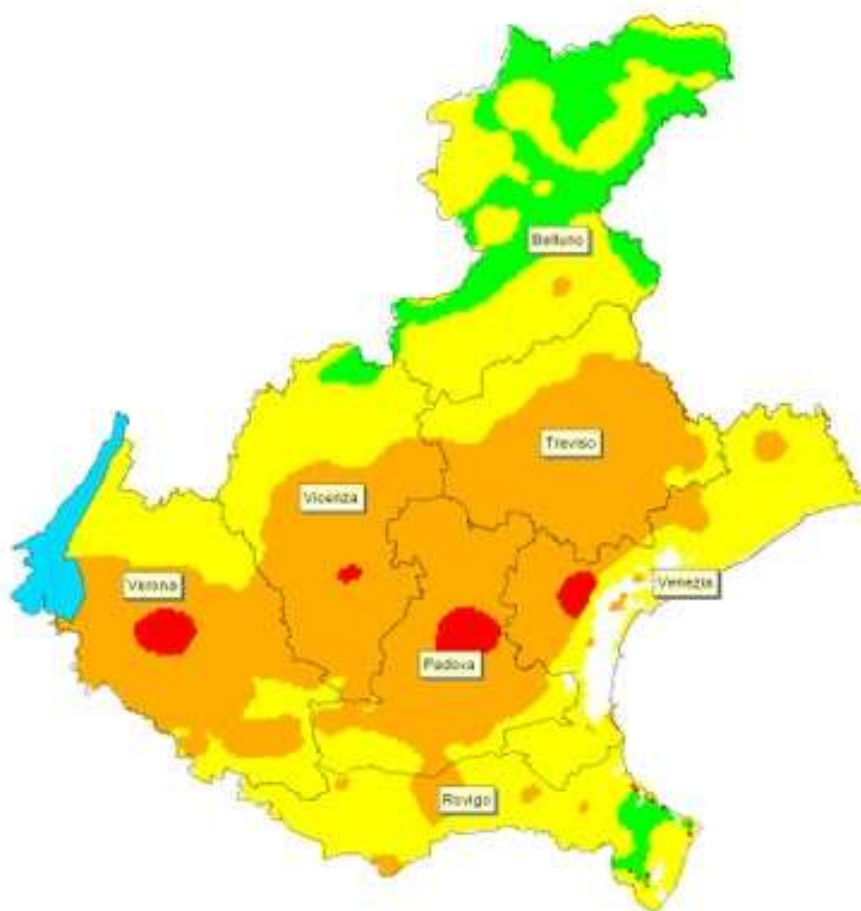 Belluno
Treviso
Vicenza
Verona
Venezia
Padova
Rovigo